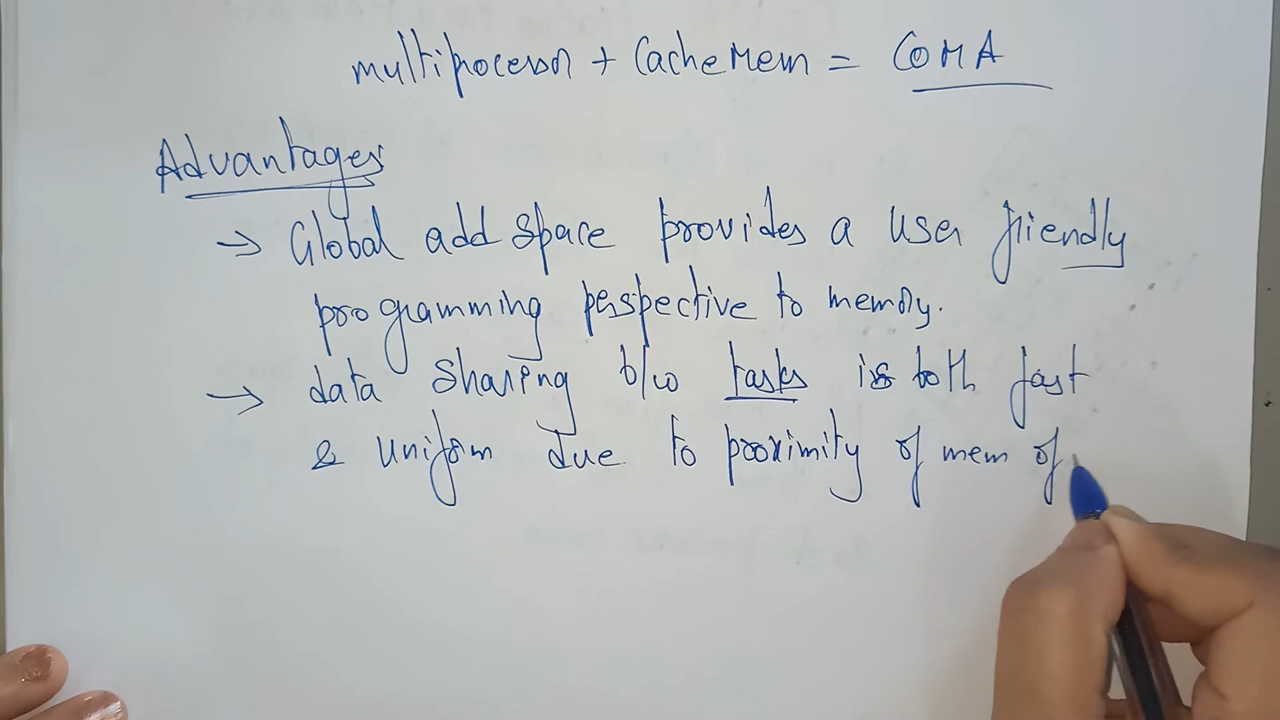 multiprocessor + Cache Mem = COMA
Advantages
→ Global add space provides a user friendly
programming perspective to memory.
→ data sharing b/w tasks is both fast
& uniform due to proximity of mem of